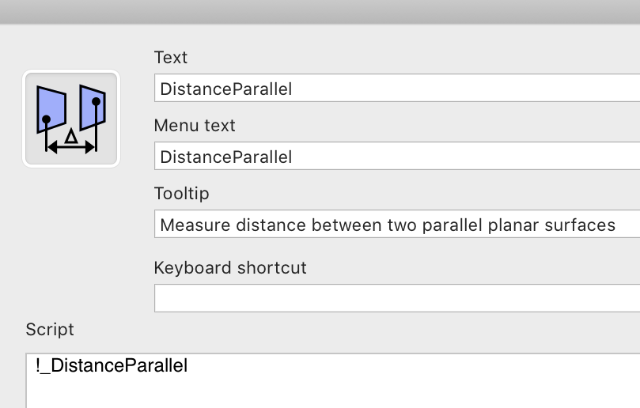 Text
DistanceParallel
Menu text
DistanceParallel
Tooltip
Measure distance between two parallel planar surfaces
Keyboard shortcut
Script
!_DistanceParallel
Δ